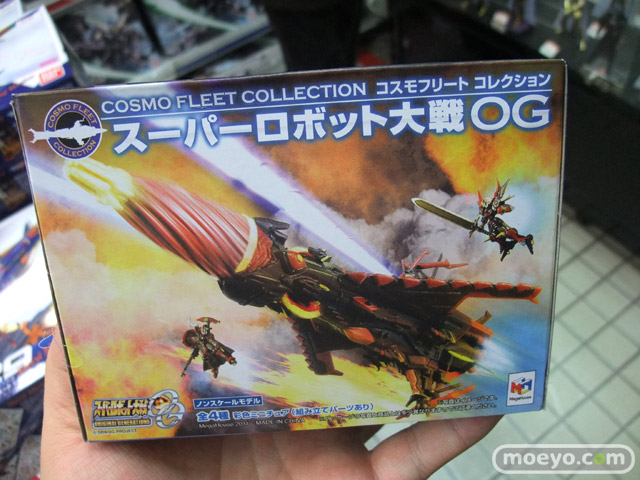 COSMO FLEET COLLECTION
COSMO FLEET COLLECTION コスモフリート コレクション
スーパーロボット大戦OG
ノンスケールモデル
全4種 彩色ミニチュア(組み立てパーツあり)
MADE IN CHINA
ORIGINAL GENERATIONS
MegaHouse
moeyo.com